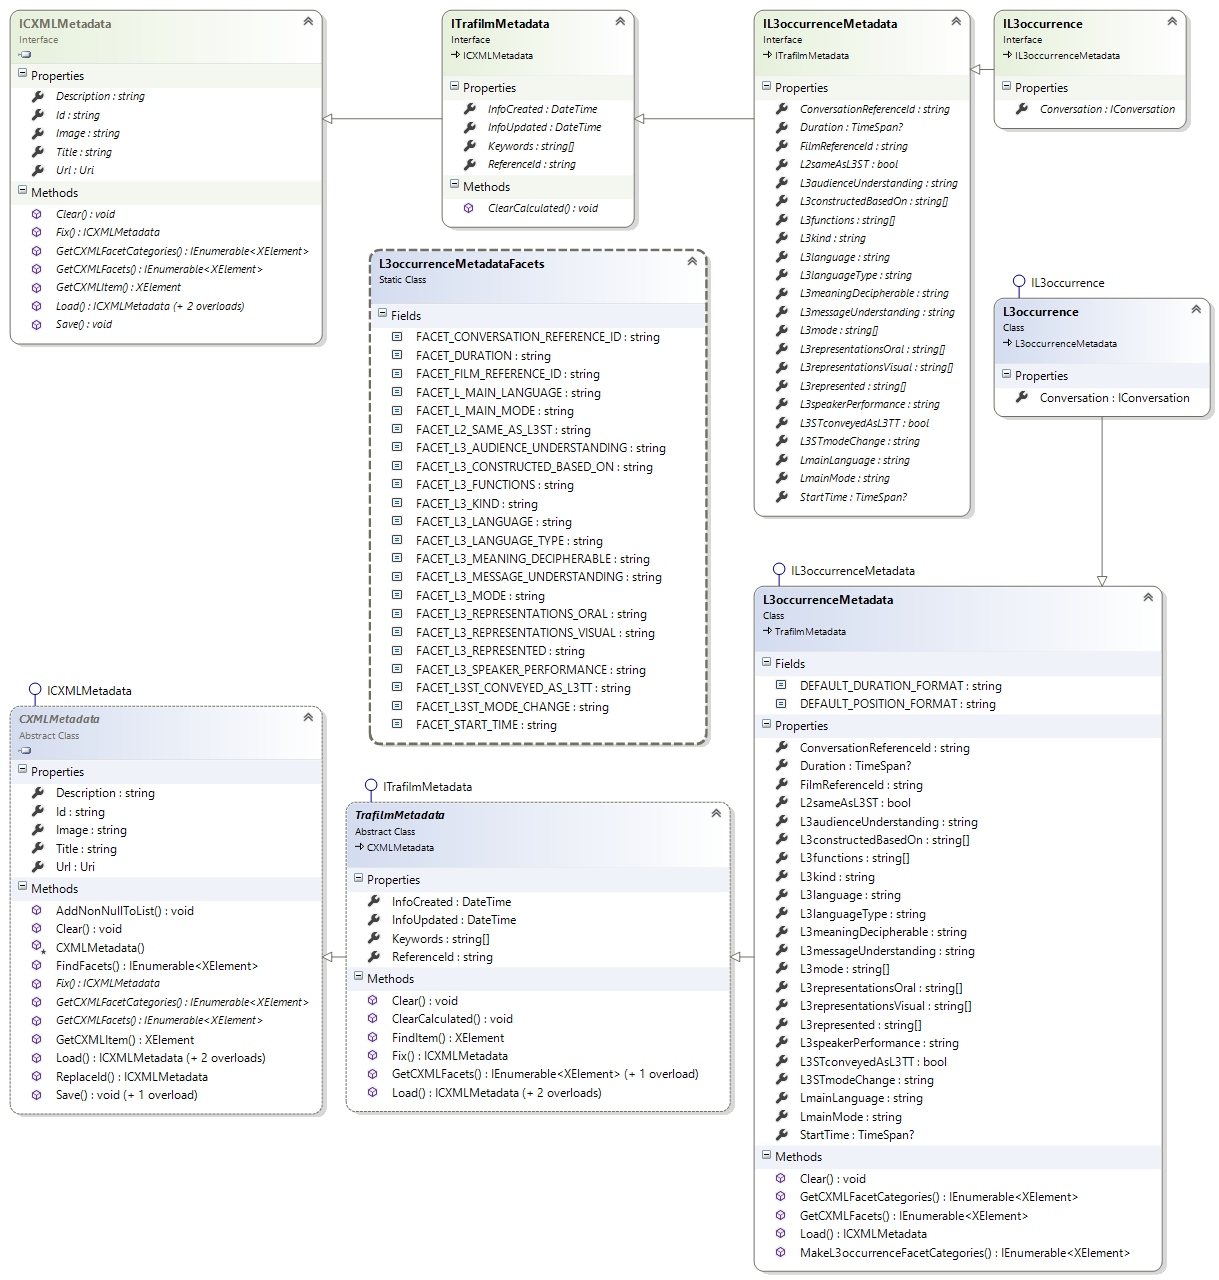 ICXMLMetadata
Interface
Properties
Description : string
Id : string
Image : string
Title : string
Url : Uri
Methods
Clear() : void
Fix() : ICXMLMetadata
GetCXMLFacetCategories() : IEnumerable<XElement>
GetCXMLFacets() : IEnumerable<XElement>
GetCXMLItem() : XElement
Load() : ICXMLMetadata (+ 2 overloads)
Save() : void
ITrafilmMetadata
Interface
ICXMLMetadata
Properties
InfoCreated : DateTime
InfoUpdated : DateTime
Keywords : string[]
ReferenceId : string
Methods
ClearCalculated() : void
IL3occurrenceMetadata
Interface
ITrafilmMetadata
Properties
ConversationReferenceId : string
Duration : TimeSpan?
FilmReferenceId : string
L2sameAsL3ST : bool
L3audienceUnderstanding : string
L3constructedBasedOn : string[]
L3functions : string[]
L3kind : string
L3language : string
L3languageType : string
L3meaningDecipherable : string
L3messageUnderstanding : string
L3mode : string[]
L3representationsOral : string[]
L3representationsVisual : string[]
L3represented : string[]
L3speakerPerformance : string
L3STconveyedAsL3TT : bool
L3STmodeChange : string
LmainLanguage : string
LmainMode : string
StartTime : TimeSpan?
IL3occurrence
Interface
IL3occurrenceMetadata
Properties
Conversation : IConversation
L3occurrenceMetadataFacets
Static Class
Fields
FACET_CONVERSATION_REFERENCE_ID : string
FACET_DURATION : string
FACET_FILM_REFERENCE_ID : string
FACET_L_MAIN_LANGUAGE : string
FACET_L_MAIN_MODE : string
FACET_L2_SAME_AS_L3ST : string
FACET_L3_AUDIENCE_UNDERSTANDING : string
FACET_L3_CONSTRUCTED_BASED_ON : string
FACET_L3_FUNCTIONS : string
FACET_L3_KIND : string
FACET_L3_LANGUAGE : string
FACET_L3_LANGUAGE_TYPE : string
FACET_L3_MEANING_DECIPHERABLE : string
FACET_L3_MESSAGE_UNDERSTANDING : string
FACET_L3_MODE : string
FACET_L3_REPRESENTATIONS_ORAL : string
FACET_L3_REPRESENTATIONS_VISUAL : string
FACET_L3_REPRESENTED : string
FACET_L3_SPEAKER_PERFORMANCE : string
FACET_L3ST_CONVEYED_AS_L3TT : string
FACET_L3ST_MODE_CHANGE : string
FACET_START_TIME : string
IL3occurrence
L3occurrence
Class
L3occurrenceMetadata
Properties
Conversation : IConversation
ICXMLMetadata
CXMLMetadata
Abstract Class
Properties
Description : string
Id : string
Image : string
Title : string
Url : Uri
Methods
AddNonNullToList() : void
Clear() : void
CXMLMetadata()
FindFacets() : IEnumerable<XElement>
Fix() : ICXMLMetadata
GetCXMLFacetCategories() : IEnumerable<XElement>
GetCXMLFacets() : IEnumerable<XElement>
GetCXMLItem() : XElement
Load() : ICXMLMetadata (+ 2 overloads)
ReplaceId() : ICXMLMetadata
Save() : void (+ 1 overload)
ITrafilmMetadata
TrafilmMetadata
Abstract Class
CXMLMetadata
Properties
InfoCreated : DateTime
InfoUpdated : DateTime
Keywords : string[]
ReferenceId : string
Methods
Clear() : void
ClearCalculated() : void
FindItem() : XElement
Fix() : ICXMLMetadata
GetCXMLFacets() : IEnumerable<XElement> (+ 1 overload)
Load() : ICXMLMetadata (+ 2 overloads)
IL3occurrenceMetadata
L3occurrenceMetadata
Class
TrafilmMetadata
Fields
DEFAULT_DURATION_FORMAT : string
DEFAULT_POSITION_FORMAT : string
Properties
ConversationReferenceId : string
Duration : TimeSpan?
FilmReferenceId : string
L2sameAsL3ST : bool
L3audienceUnderstanding : string
L3constructedBasedOn : string[]
L3functions : string[]
L3kind : string
L3language : string
L3languageType : string
L3meaningDecipherable : string
L3messageUnderstanding : string
L3mode : string[]
L3representationsOral : string[]
L3representationsVisual : string[]
L3represented : string[]
L3speakerPerformance : string
L3STconveyedAsL3TT : bool
L3STmodeChange : string
LmainLanguage : string
LmainMode : string
StartTime : TimeSpan?
Methods
Clear() : void
GetCXMLFacetCategories() : IEnumerable<XElement>
GetCXMLFacets() : IEnumerable<XElement>
Load() : ICXMLMetadata
MakeL3occurrenceFacetCategories() : IEnumerable<XElement>